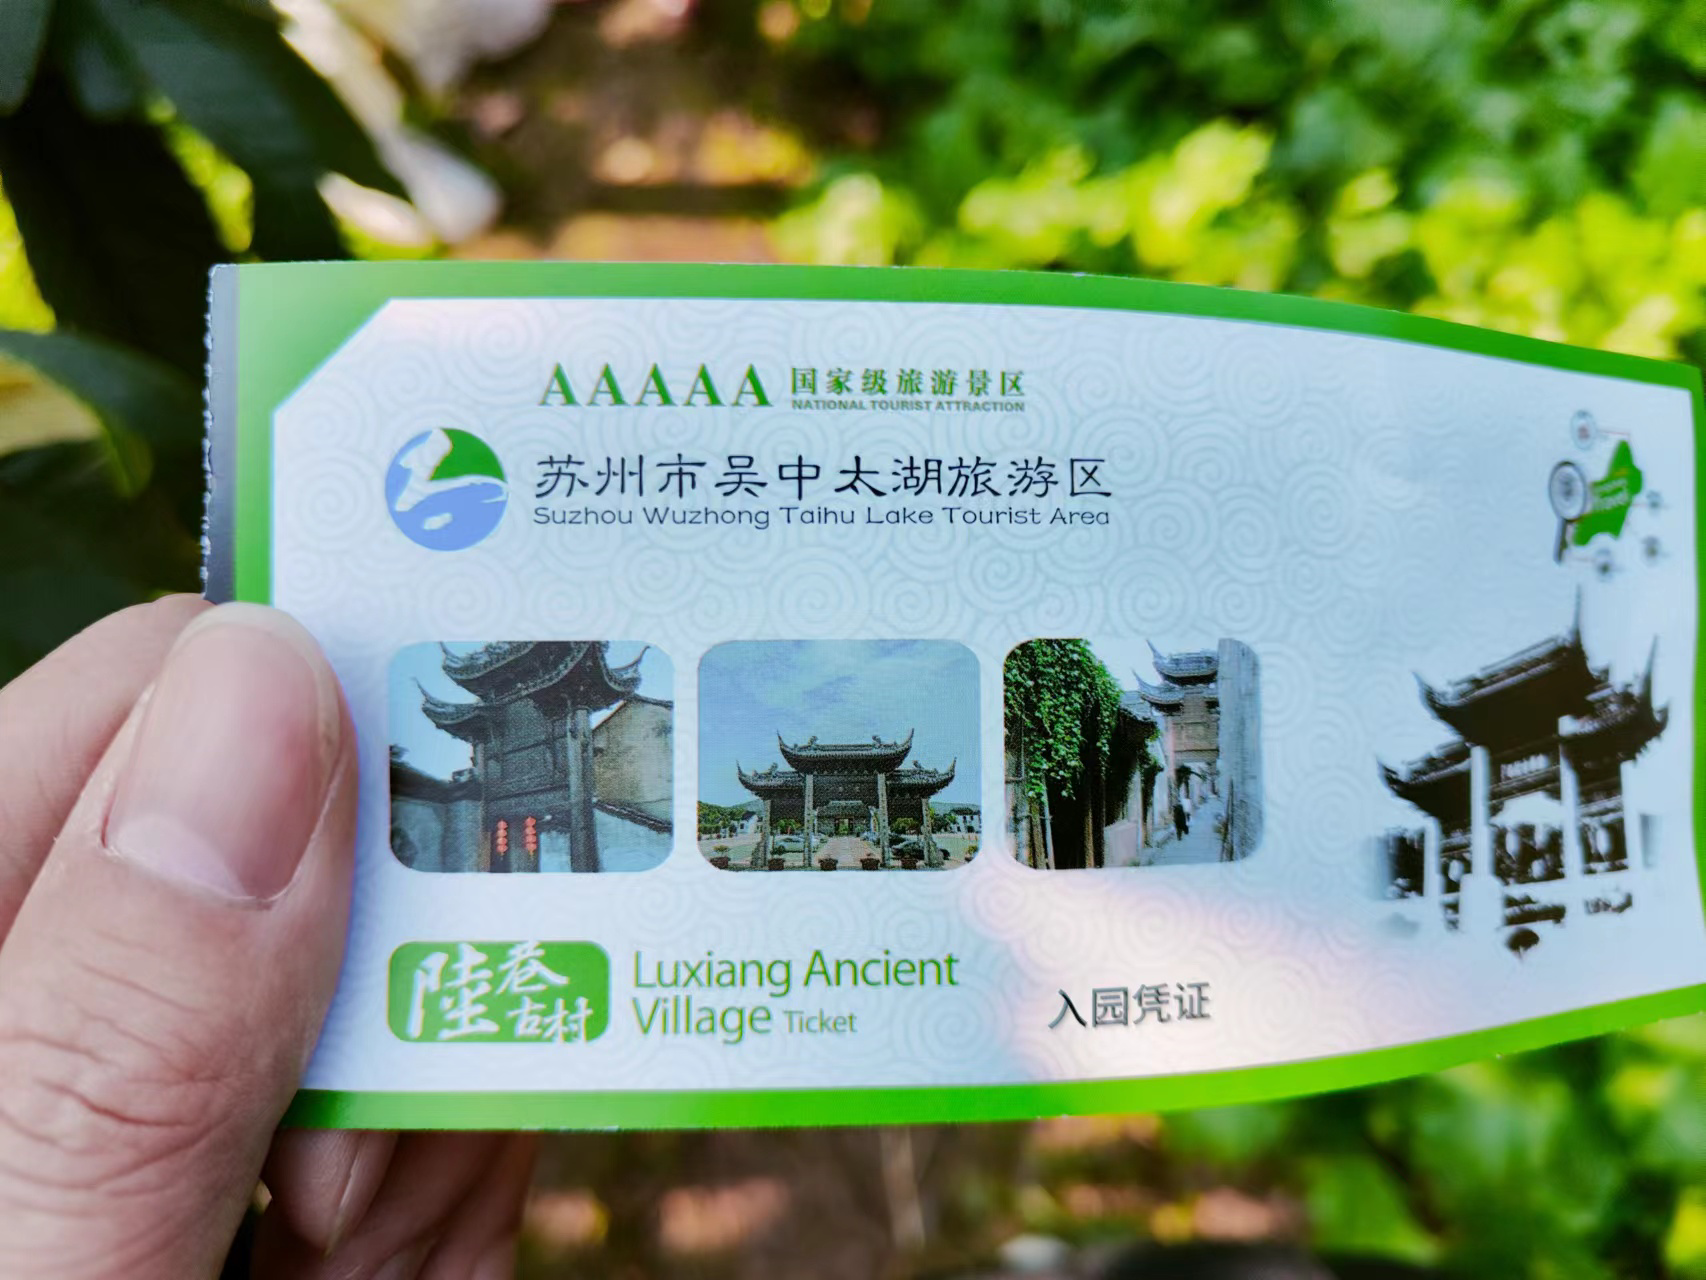 AAAAA 国家级旅游景区
NATIONAL TOURIST ATTRACTION
苏州市吴中太湖旅游区
Suzhou Wuzhong Taihu Lake Tourist Area
陆巷
古村
Luxiang Ancient
Village Ticket
入园凭证